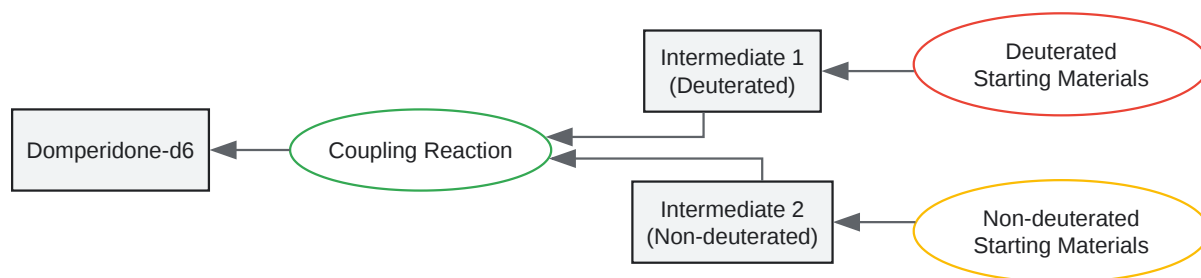 Domperidone-d6
Coupling Reaction
Intermediate 1
(Deuterated)
Deuterated
Starting Materials
Intermediate 2
(Non-deuterated)
Non-deuterated
Starting Materials